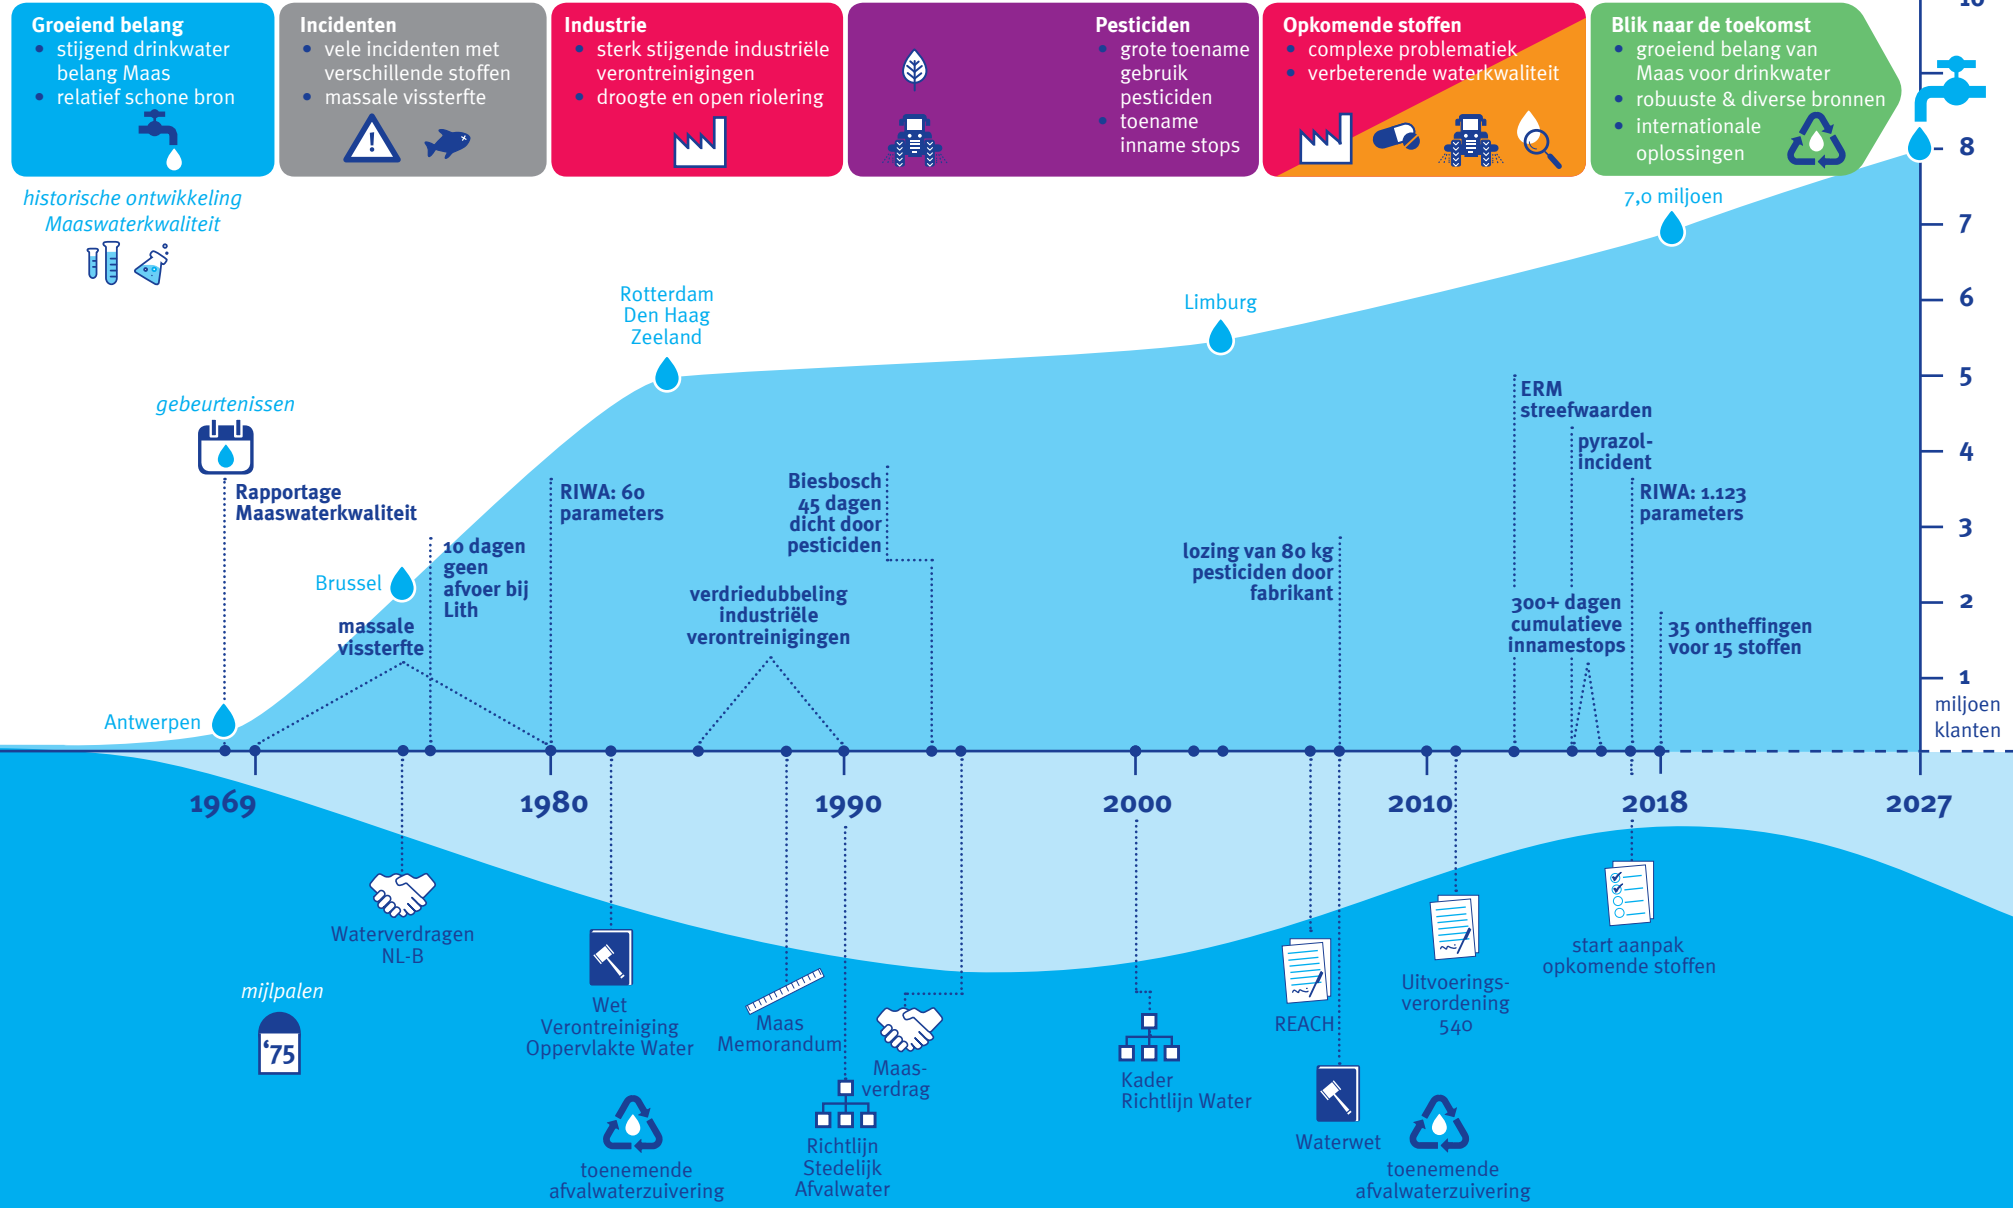 Groeiend belang
• stijgend drinkwater
belang Maas
• relatief schone bron
Incidenten
• vele incidenten met
verschillende stoffen
• massale vissterfte
Industrie
• sterk stijgende industriële
verontreinigingen
• droogte en open riolering
Pesticiden
• grote toename
gebruik
pesticiden
• toename
inname stops
Opkomende stoffen
• complexe problematiek
• verbeterende waterkwaliteit
Blik naar de toekomst
• groeiend belang van
Maas voor drinkwater
• robuuste & diverse bronnen
• internationale
oplossingen
10
8
7
6
5
4
3
2
1
miljoen
klanten
historische ontwikkeling
Maaswaterkwaliteit
7,0 miljoen
Rotterdam
Den Haag
Zeeland
Limburg
gebeurtenissen
Rapportage
Maaswaterkwaliteit
Brussel
Antwerpen
massale
vissterfte
10 dagen
geen
afvoer bij
Lith
RIWA: 60
parameters
verdriedubbeling
industriële
verontreinigingen
Biesbosch
45 dagen
dicht door
pesticiden
lozing van 80 kg
pesticiden door
fabrikant
ERM
streefwaarden
pyrazol-
incident
RIWA: 1.123
parameters
300+ dagen
cumulatieve
innamestops
35 ontheffingen
voor 15 stoffen
1969
1980
1990
2000
2010
2018
2027
mijlpalen
‘75
Waterverdragen
NL-B
Wet
Verontreiniging
Oppervlakte Water
toenemende
afvalwaterzuivering
Maas
Memorandum
Richtlijn
Stedelijk
Afvalwater
Maas-
verdrag
Kader
Richtlijn Water
REACH
Waterwet
Uitvoerings-
verordening
540
toenemende
afvalwaterzuivering
start aanpak
opkomende stoffen